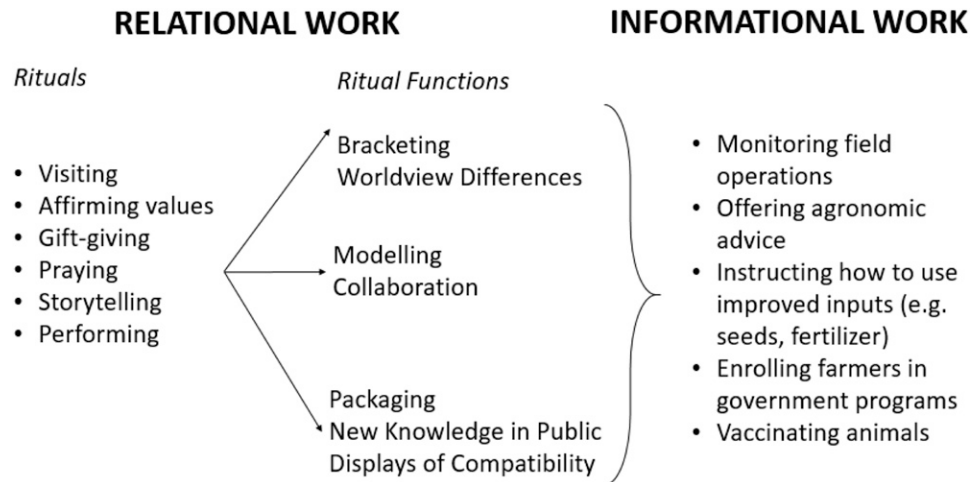 RELATIONAL WORK
INFORMATIONAL WORK
Rituals
Ritual Functions
• Visiting
• Affirming values
• Gift-giving
• Praying
• Storytelling
• Performing
Bracketing
Worldview Differences
Modelling
Collaboration
Packaging
New Knowledge in Public
Displays of Compatibility
• Monitoring field
operations
• Offering agronomic
advice
• Instructing how to use
improved inputs (e.g.
seeds, fertilizer)
• Enrolling farmers in
government programs
• Vaccinating animals